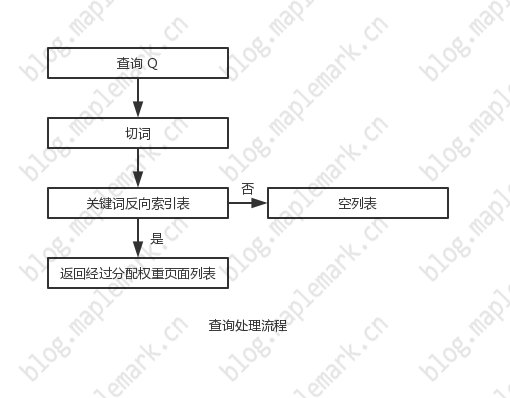 查询 Q
切词
关键词反向索引表
否
空列表
是
返回经过分配权重页面列表
查询处理流程
blog.maplemark.cn